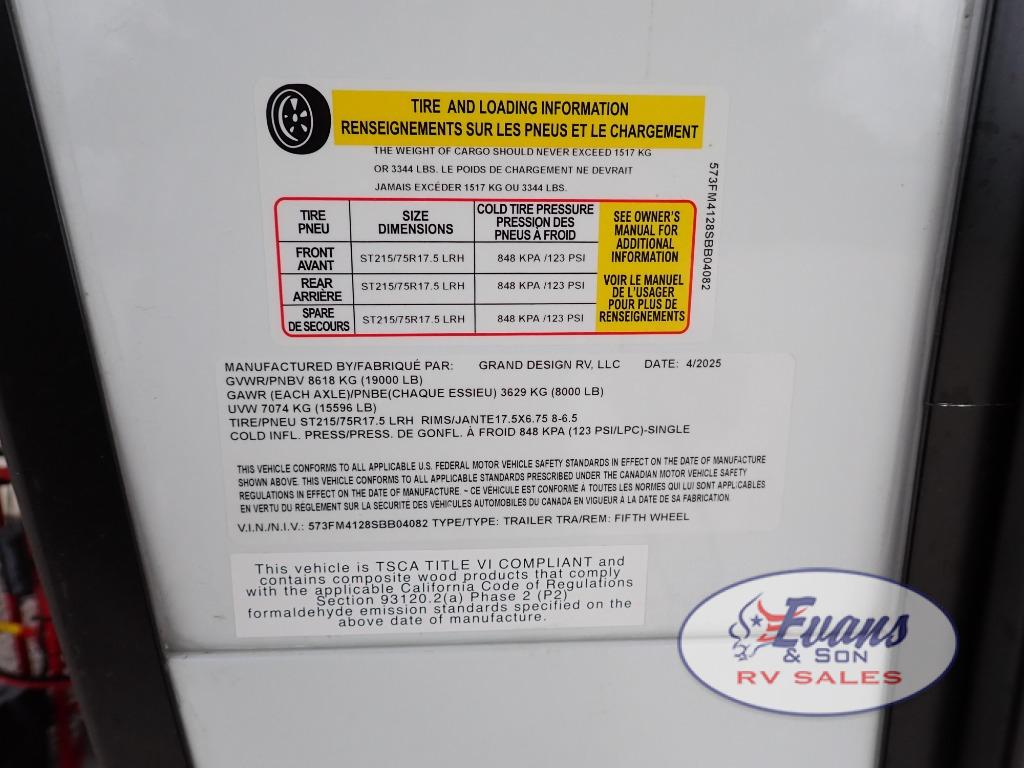 TIRE AND LOADING INFORMATION
RENSEIGNEMENTS SUR LES PNEUS ET LE CHARGEMENT
THE WEIGHT OF CARGO SHOULD NEVER EXCEED 1517 KG
OR 3344 LBS. LE POIDS DE CHARGEMENT NE DEVRAIT
JAMAIS EXCÉDER 1517 KG OU 3344 LBS.
TIRE
PNEU
SIZE
DIMENSIONS
COLD TIRE PRESSURE
PRESSION DES
PNEUS À FROID
FRONT
AVANT
ST215/75R17.5 LRH
848 KPA /123 PSI
REAR
ARRIÈRE
ST215/75R17.5 LRH
848 KPA /123 PSI
SPARE
DE SECOURS
ST215/75R17.5 LRH
848 KPA /123 PSI
SEE OWNER'S
MANUAL FOR
ADDITIONAL
INFORMATION
VOIR LE MANUEL
DE L'USAGER
POUR PLUS DE
RENSEIGNEMENTS
573FM4128SBB04082
MANUFACTURED BY/FABRIQUÉ PAR: GRAND DESIGN RV, LLC DATE: 4/2025
GVWR/PNBV 8618 KG (19000 LB)
GAWR (EACH AXLE)/PNBE(CHAQUE ESSIEU) 3629 KG (8000 LB)
UVW 7074 KG (15596 LB)
TIRE/PNEU ST215/75R17.5 LRH RIMS/JANTE17.5X6.75 8-6.5
COLD INFL. PRESS/PRESS. DE GONFL. À FROID 848 KPA (123 PSI/LPC)-SINGLE
THIS VEHICLE CONFORMS TO ALL APPLICABLE U.S. FEDERAL MOTOR VEHICLE SAFETY STANDARDS IN EFFECT ON THE DATE OF MANUFACTURE
SHOWN ABOVE. THIS VEHICLE CONFORMS TO ALL APPLICABLE STANDARDS PRESCRIBED UNDER THE CANADIAN MOTOR VEHICLE SAFETY
REGULATIONS IN EFFECT ON THE DATE OF MANUFACTURE. ~ CE VEHICULE EST CONFORME À TOUTES LES NORMES QUI LUI SONT APPLICABLES
EN VERTU DU RÈGLEMENT SUR LA SECURITE DES VÉHICULES AUTOMOBILES DU CANADA EN VIGUEUR À LA DATE DE SA FABRICATION.
V.I.N./N.I.V.: 573FM4128SBB04082 TYPE/TYPE: TRAILER TRA/REM: FIFTH WHEEL
This vehicle is TSCA TITLE VI COMPLIANT and
contains composite wood products that comply
with the applicable California Code of Regulations
Section 93120.2(a) Phase 2 (P2)
formaldehyde emission standards specified on the
above date of manufacture.
Evans
& SON
RV SALES